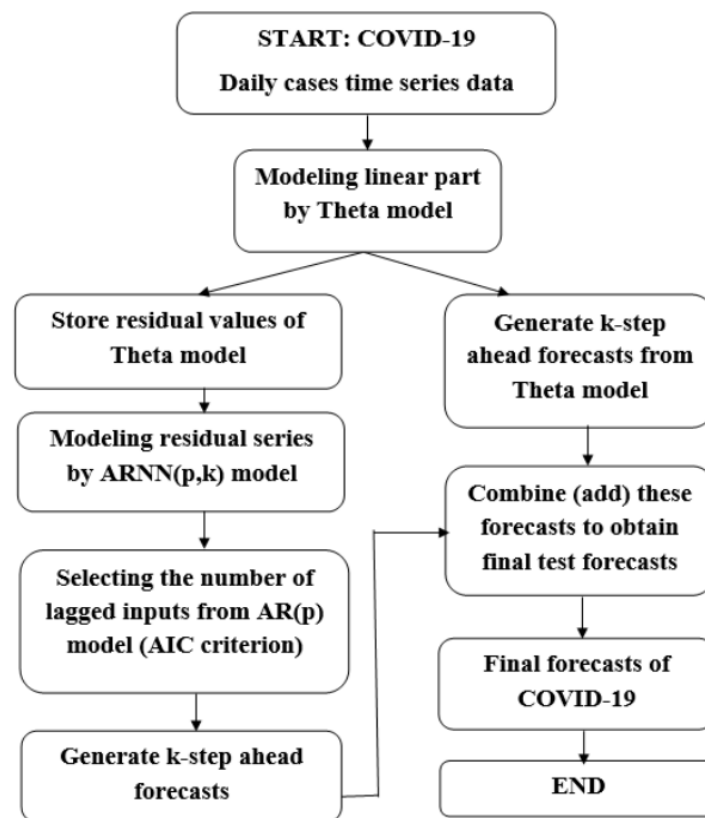 START: COVID-19
Daily cases time series data
Modeling linear part
by Theta model
Store residual values of
Theta model
Modeling residual series
by ARNN(p,k) model
Selecting the number of
lagged inputs from AR(p)
model (AIC criterion)
Generate k-step ahead
forecasts
Generate k-step
ahead forecasts from
Theta model
Combine (add) these
forecasts to obtain
final test forecasts
Final forecasts of
COVID-19
END